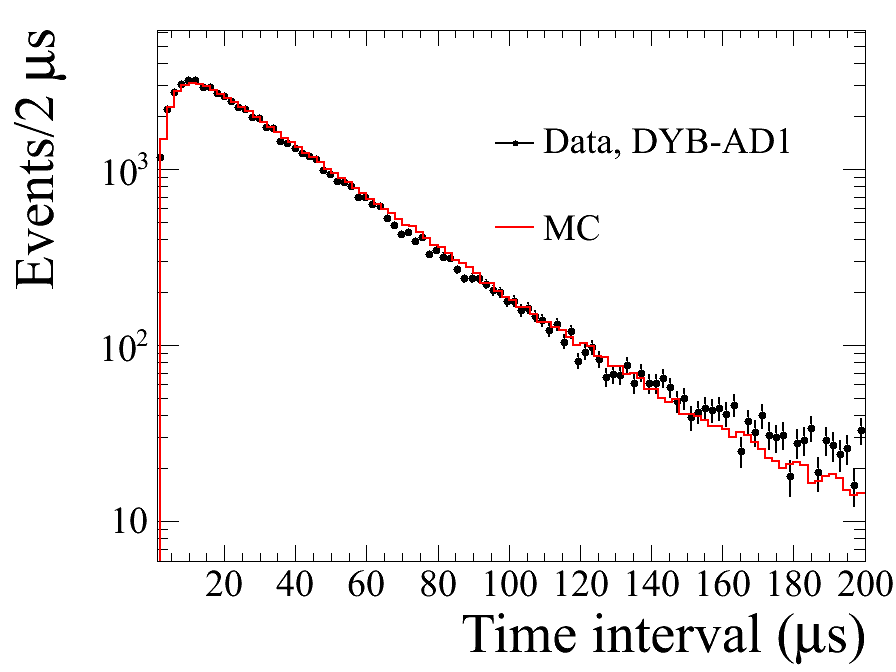 Events/2 μs
Data, DYB-AD1
MC
10³
10²
10
20 40 60 80 100 120 140 160 180 200
Time interval (μs)